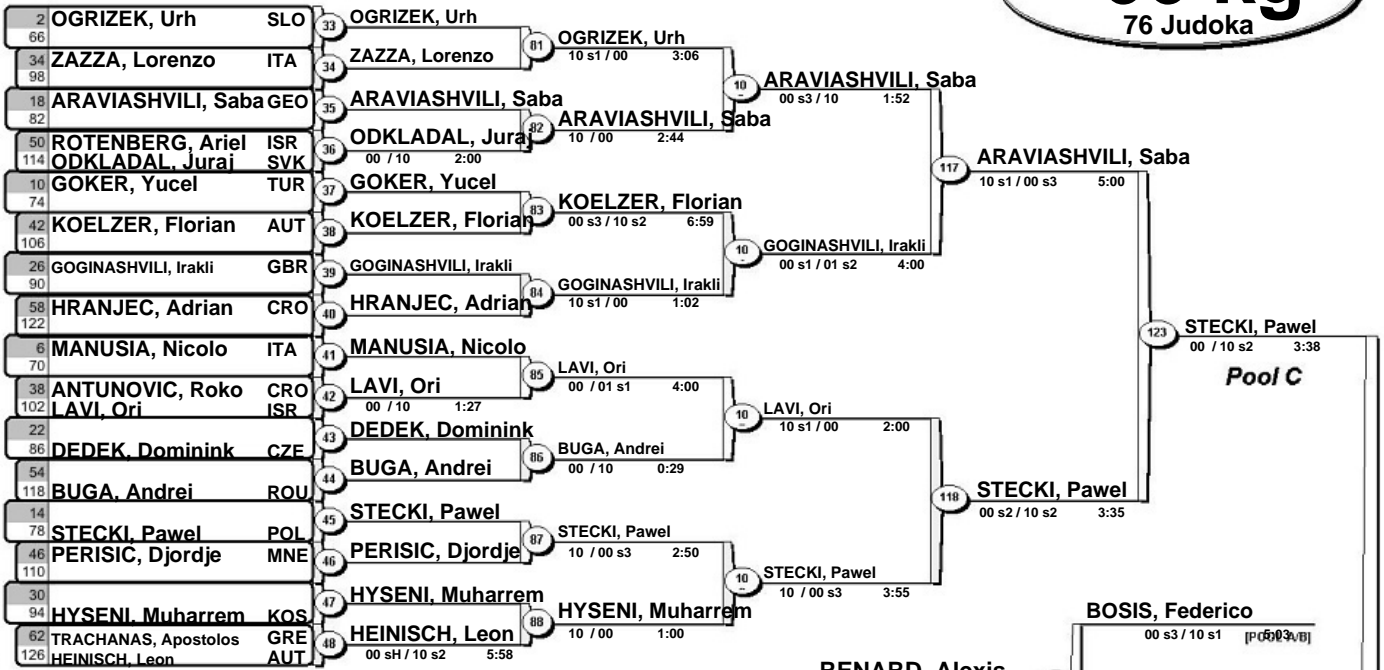 66 kg
76 Judoka
2 OGRIZEK, Urh SLO
66
34 ZAZZA, Lorenzo ITA
98
18 ARAVIASHVILI, Saba GEO
82
50 ROTENBERG, Ariel ISR
114 ODKLADAL, Juraj SVK
10 GOKER, Yucel TUR
74
42 KOELZER, Florian AUT
106
26 GOGINASHVILI, Irakli GBR
90
58 HRANJEC, Adrian CRO
122
6 MANUSIA, Nicolo ITA
70
38 ANTUNOVIC, Roko CRO
102 LAVI, Ori ISR
22
86 DEDEK, Dominink CZE
54
118 BUGA, Andrei ROU
14
78 STECKI, Pawel POL
46 PERISIC, Djordje MNE
110
30
94 HYSENI, Muharrem KOS
62 TRACHANAS, Apostolos GRE
126 HEINISCH, Leon AUT
33 OGRIZEK, Urh
34 ZAZZA, Lorenzo
35 ARAVIASHVILI, Saba
36 ODKLADAL, Juraj
00 / 10 2:00
37 GOKER, Yucel
38 KOELZER, Florian
39 GOGINASHVILI, Irakli
40 HRANJEC, Adrian
41 MANUSIA, Nicolo
42 LAVI, Ori
00 / 10 1:27
43 DEDEK, Dominink
44 BUGA, Andrei
45 STECKI, Pawel
46 PERISIC, Djordje
47 HYSENI, Muharrem
48 HEINISCH, Leon
00 sH / 10 s2 5:58
81 OGRIZEK, Urh
10 s1 / 00 3:06
82 ARAVIASHVILI, Saba
10 / 00 2:44
83 KOELZER, Florian
00 s3 / 10 s2 6:59
84 GOGINASHVILI, Irakli
10 s1 / 00 1:02
85 LAVI, Ori
00 / 01 s1 4:00
86 BUGA, Andrei
00 / 10 0:29
87 STECKI, Pawel
10 / 00 s3 2:50
88 HYSENI, Muharrem
10 / 00 1:00
10 ARAVIASHVILI, Saba
00 s3 / 10 1:52
10 GOGINASHVILI, Irakli
00 s1 / 01 s2 4:00
10 LAVI, Ori
10 s1 / 00 2:00
10 STECKI, Pawel
10 / 00 s3 3:55
117 ARAVIASHVILI, Saba
10 s1 / 00 s3 5:00
118 STECKI, Pawel
00 s2 / 10 s2 3:35
123 STECKI, Pawel
00 / 10 s2 3:38
Pool C
BOSIS, Federico
00 s3 / 10 s1 5:03 [POOL A/B]
BENARD, Alexis